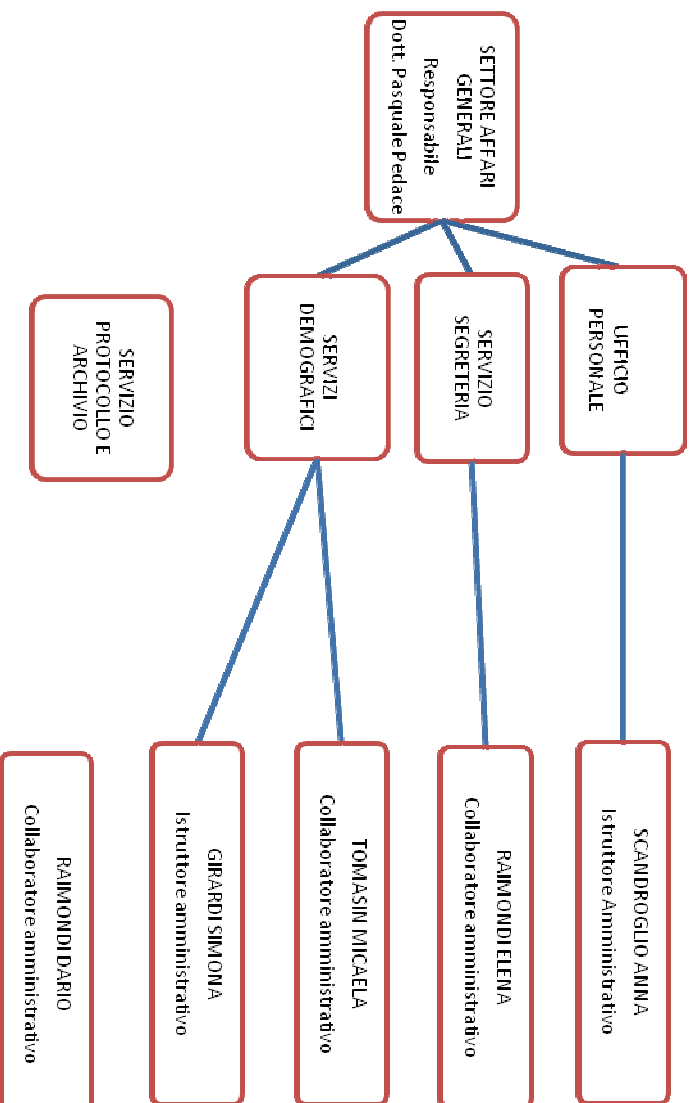 SETTORE AFFARI
GENERALI
Responsabile
Dott. Pasquale Pedace
UFFICIO
PERSONALE
SERVIZIO
SEGRETERIA
SERVIZI
DEMOGRAFICI
SERVIZIO
PROTOCOLLO E
ARCHIVIO
SCANDROGLIO ANNA
Istruttore Amministrativo
RAIMONDI ELENA
Collaboratore amministrativo
TOMASIN MICAELA
Collaboratore amministrativo
GIRARDI SIMONA
Istruttore amministrativo
RAIMONDI DARIO
Collaboratore amministrativo